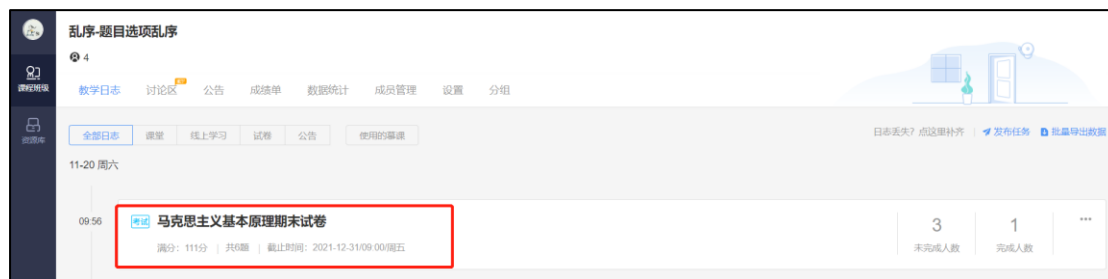 乱序-题目选项乱序
4
课程班级
教学日志 讨论区 公告 成绩单 数据统计 成员管理 设置 分组
资源库
全部日志 课堂 线上学习 试卷 公告 使用的慕课 日志丢失？点这里补齐 发布任务 批量导出数据
11-20 周六
09:56 考试 马克思主义基本原理期末试卷 3 1 ...
满分：111分 | 共6题 | 截止时间：2021-12-31/09:00/周五 未完成人数 完成人数